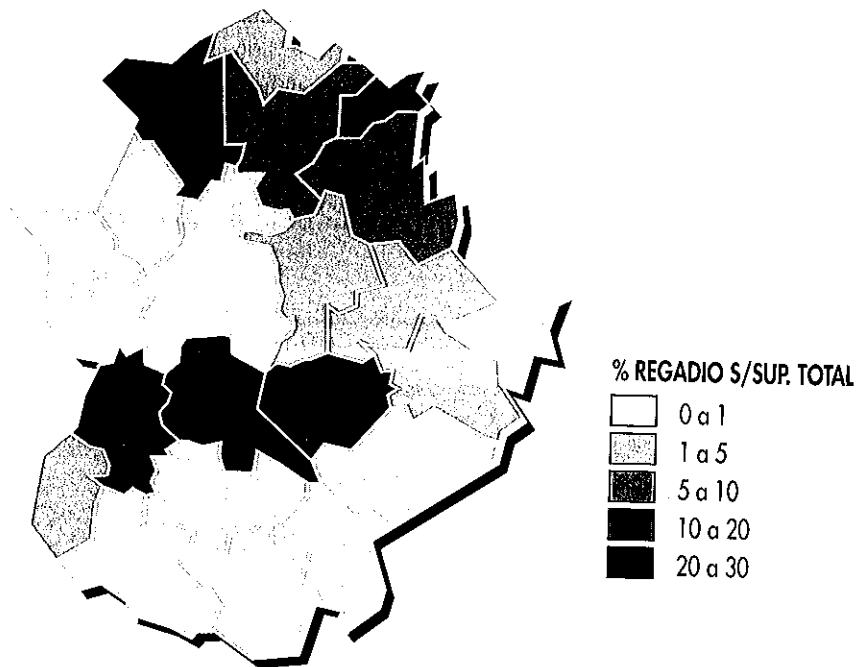 % REGADIO S/SUP. TOTAL
0 a 1
1 a 5
5 a 10
10 a 20
20 a 30